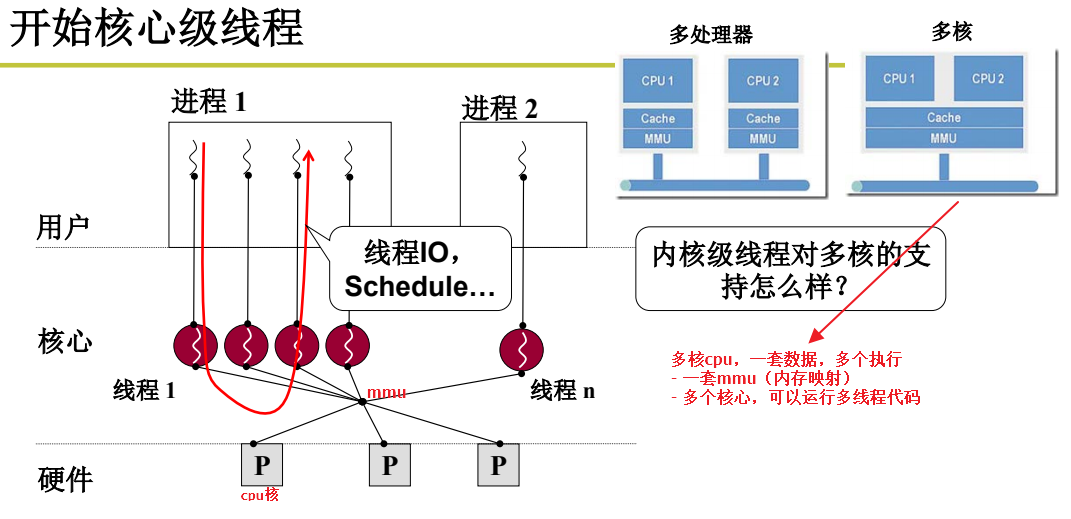 开始核心级线程
多处理器
多核
CPU 1
CPU 2
Cache
Cache
MMU
MMU
CPU 1
CPU 2
Cache
MMU
进程 1
进程 2
用户
线程IO，
Schedule…
内核级线程对多核的支
持怎么样？
核心
线程 1
线程 n
mmu
多核cpu，一套数据，多个执行
- 一套mmu（内存映射）
- 多个核心，可以运行多线程代码
硬件
P
P
P
cpu核